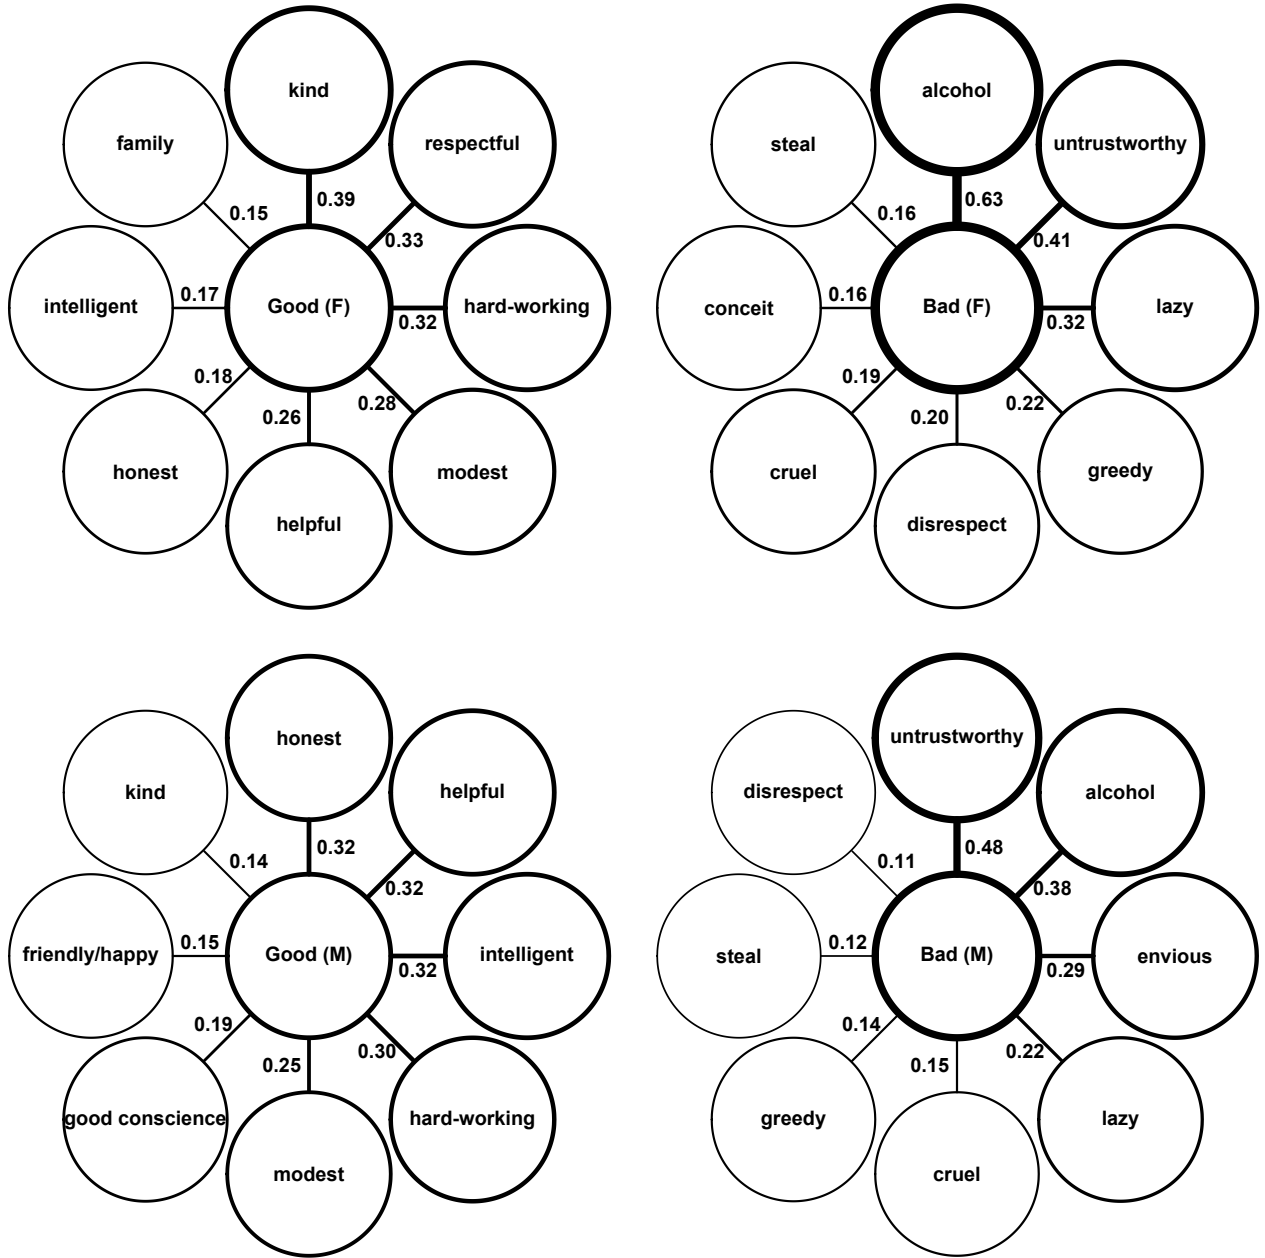 kind
family
respectful
0.39
0.15
0.33
intelligent
0.17
Good (F)
0.32
hard-working
0.18
0.28
0.26
honest
modest
helpful
alcohol
steal
untrustworthy
0.63
0.16
0.41
conceit
0.16
Bad (F)
0.32
lazy
0.19
0.22
0.20
cruel
greedy
disrespect
honest
kind
helpful
0.32
0.14
0.32
friendly/happy
0.15
Good (M)
0.32
intelligent
0.19
0.30
0.25
good conscience
hard-working
modest
untrustworthy
disrespect
alcohol
0.48
0.11
0.38
steal
0.12
Bad (M)
0.29
envious
0.14
0.22
0.15
greedy
lazy
cruel